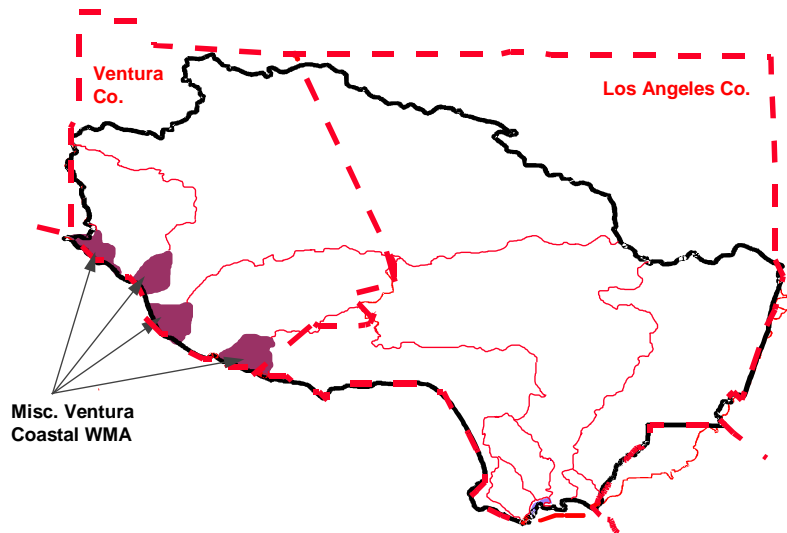 Ventura
Co.
Los Angeles Co.
Misc. Ventura
Coastal WMA